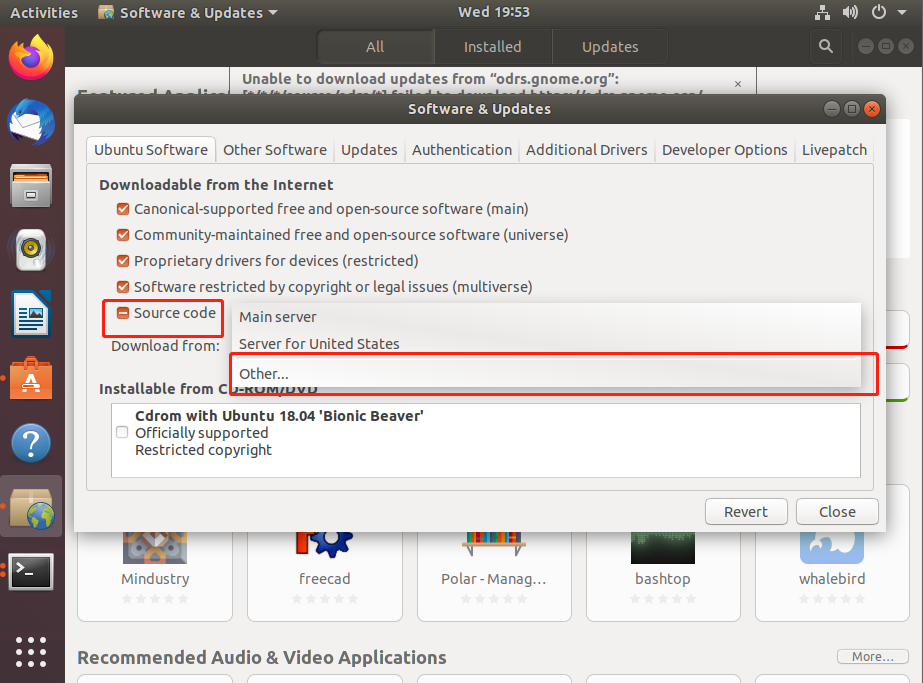 Activities
Software & Updates
Wed 19:53
All
Installed
Updates
Unable to download updates from “odrs.gnome.org”:
Software & Updates
Ubuntu Software
Other Software
Updates
Authentication
Additional Drivers
Developer Options
Livepatch
Downloadable from the Internet
Canonical-supported free and open-source software (main)
Community-maintained free and open-source software (universe)
Proprietary drivers for devices (restricted)
Software restricted by copyright or legal issues (multiverse)
Source code
Main server
Server for United States
Download from:
Other...
Installable from CD-ROM/DVD
Cdrom with Ubuntu 18.04 'Bionic Beaver'
Officially supported
Restricted copyright
Revert
Close
Mindustry
freecad
Polar - Manag...
bashtop
whalebird
Recommended Audio & Video Applications
More...